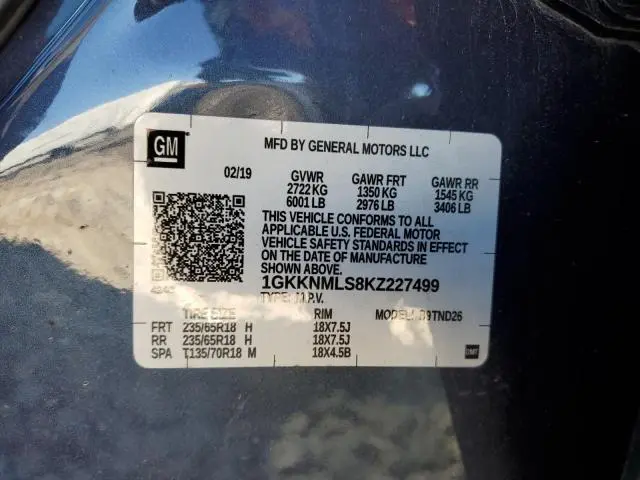 GM
MFD BY GENERAL MOTORS LLC
02/19 GVWR GAWR FRT GAWR RR
2722 KG 1350 KG 1545 KG
6001 LB 2976 LB 3406 LB
THIS VEHICLE CONFORMS TO ALL
APPLICABLE U.S. FEDERAL MOTOR
VEHICLE SAFETY STANDARDS IN EFFECT
ON THE DATE OF MANUFACTURE
SHOWN ABOVE.
1GKKNMLS8KZ227499
TYPE: M.P.V. MODEL:
TIRE SIZE RIM
FRT 235/65R18 H 18X7.5J
RR 235/65R18 H 18X7.5J
SPA T135/70R18 M 18X4.5B